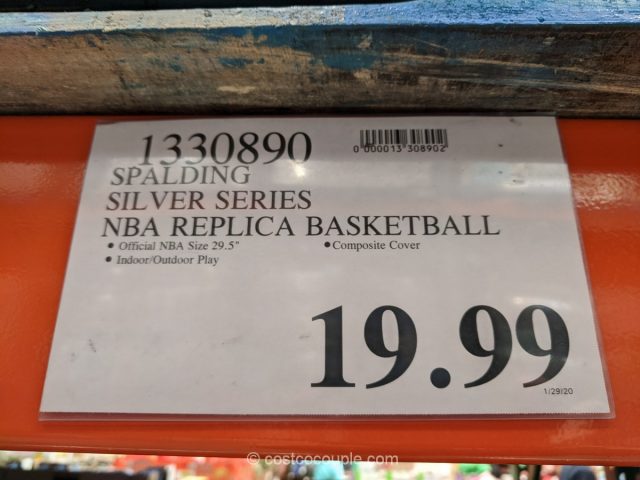 1330890
0 000013 308902
SPALDING
SILVER SERIES
NBA REPLICA BASKETBALL
• Official NBA Size 29.5" • Composite Cover
• Indoor/Outdoor Play
19.99
1/29/20
© costcocouple.com